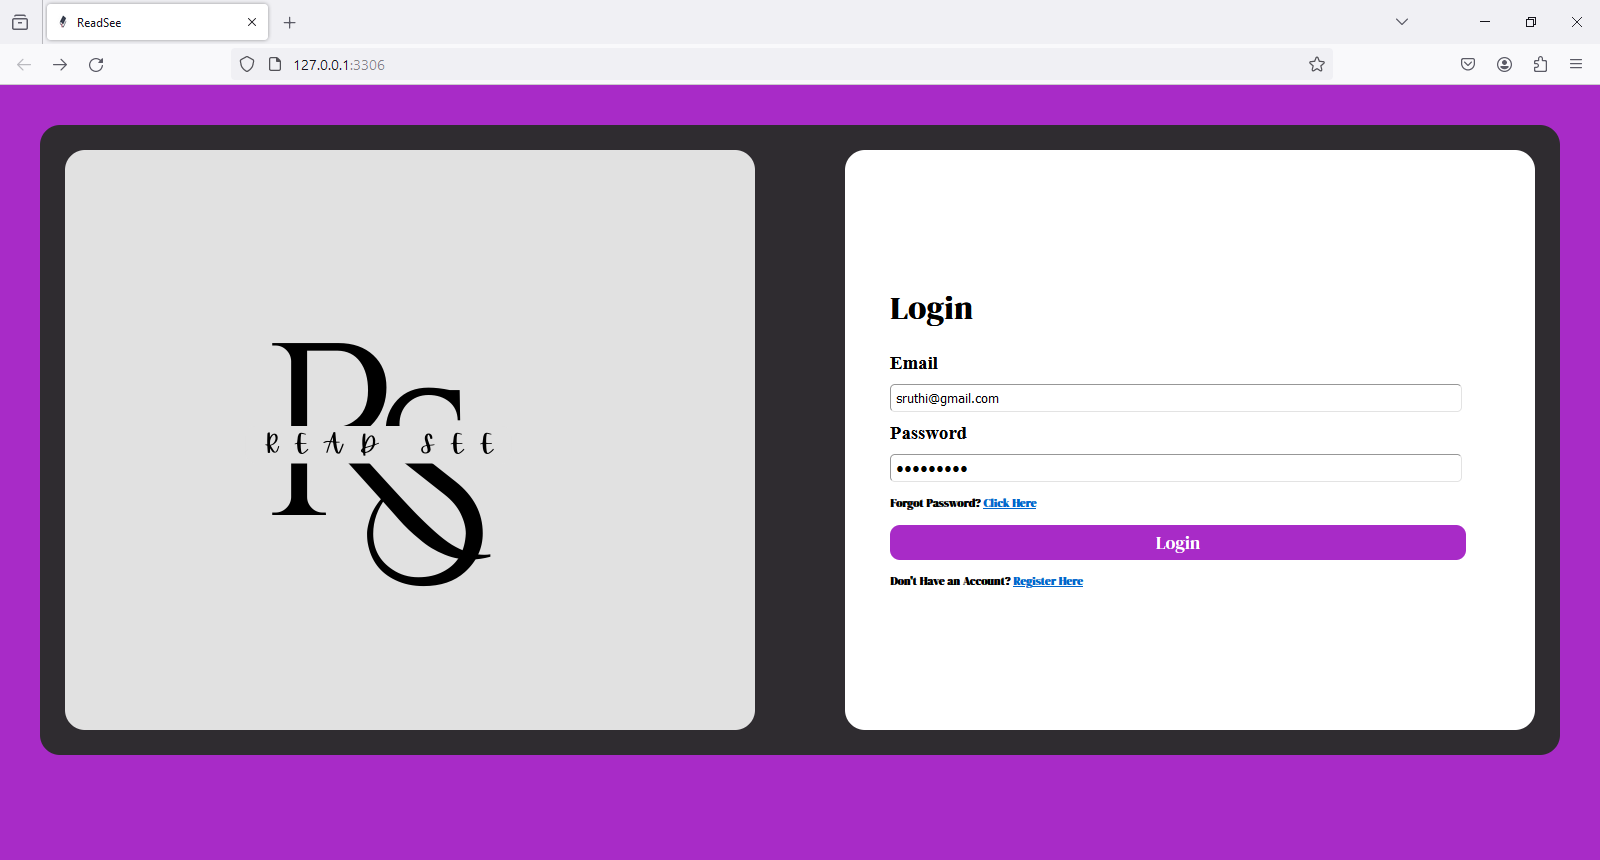 ReadSee
127.0.0.1:3306
READ SEE
RS
Login
Email
sruthi@gmail.com
Password
Forgot Password? Click Here
Login
Don't Have an Account? Register Here